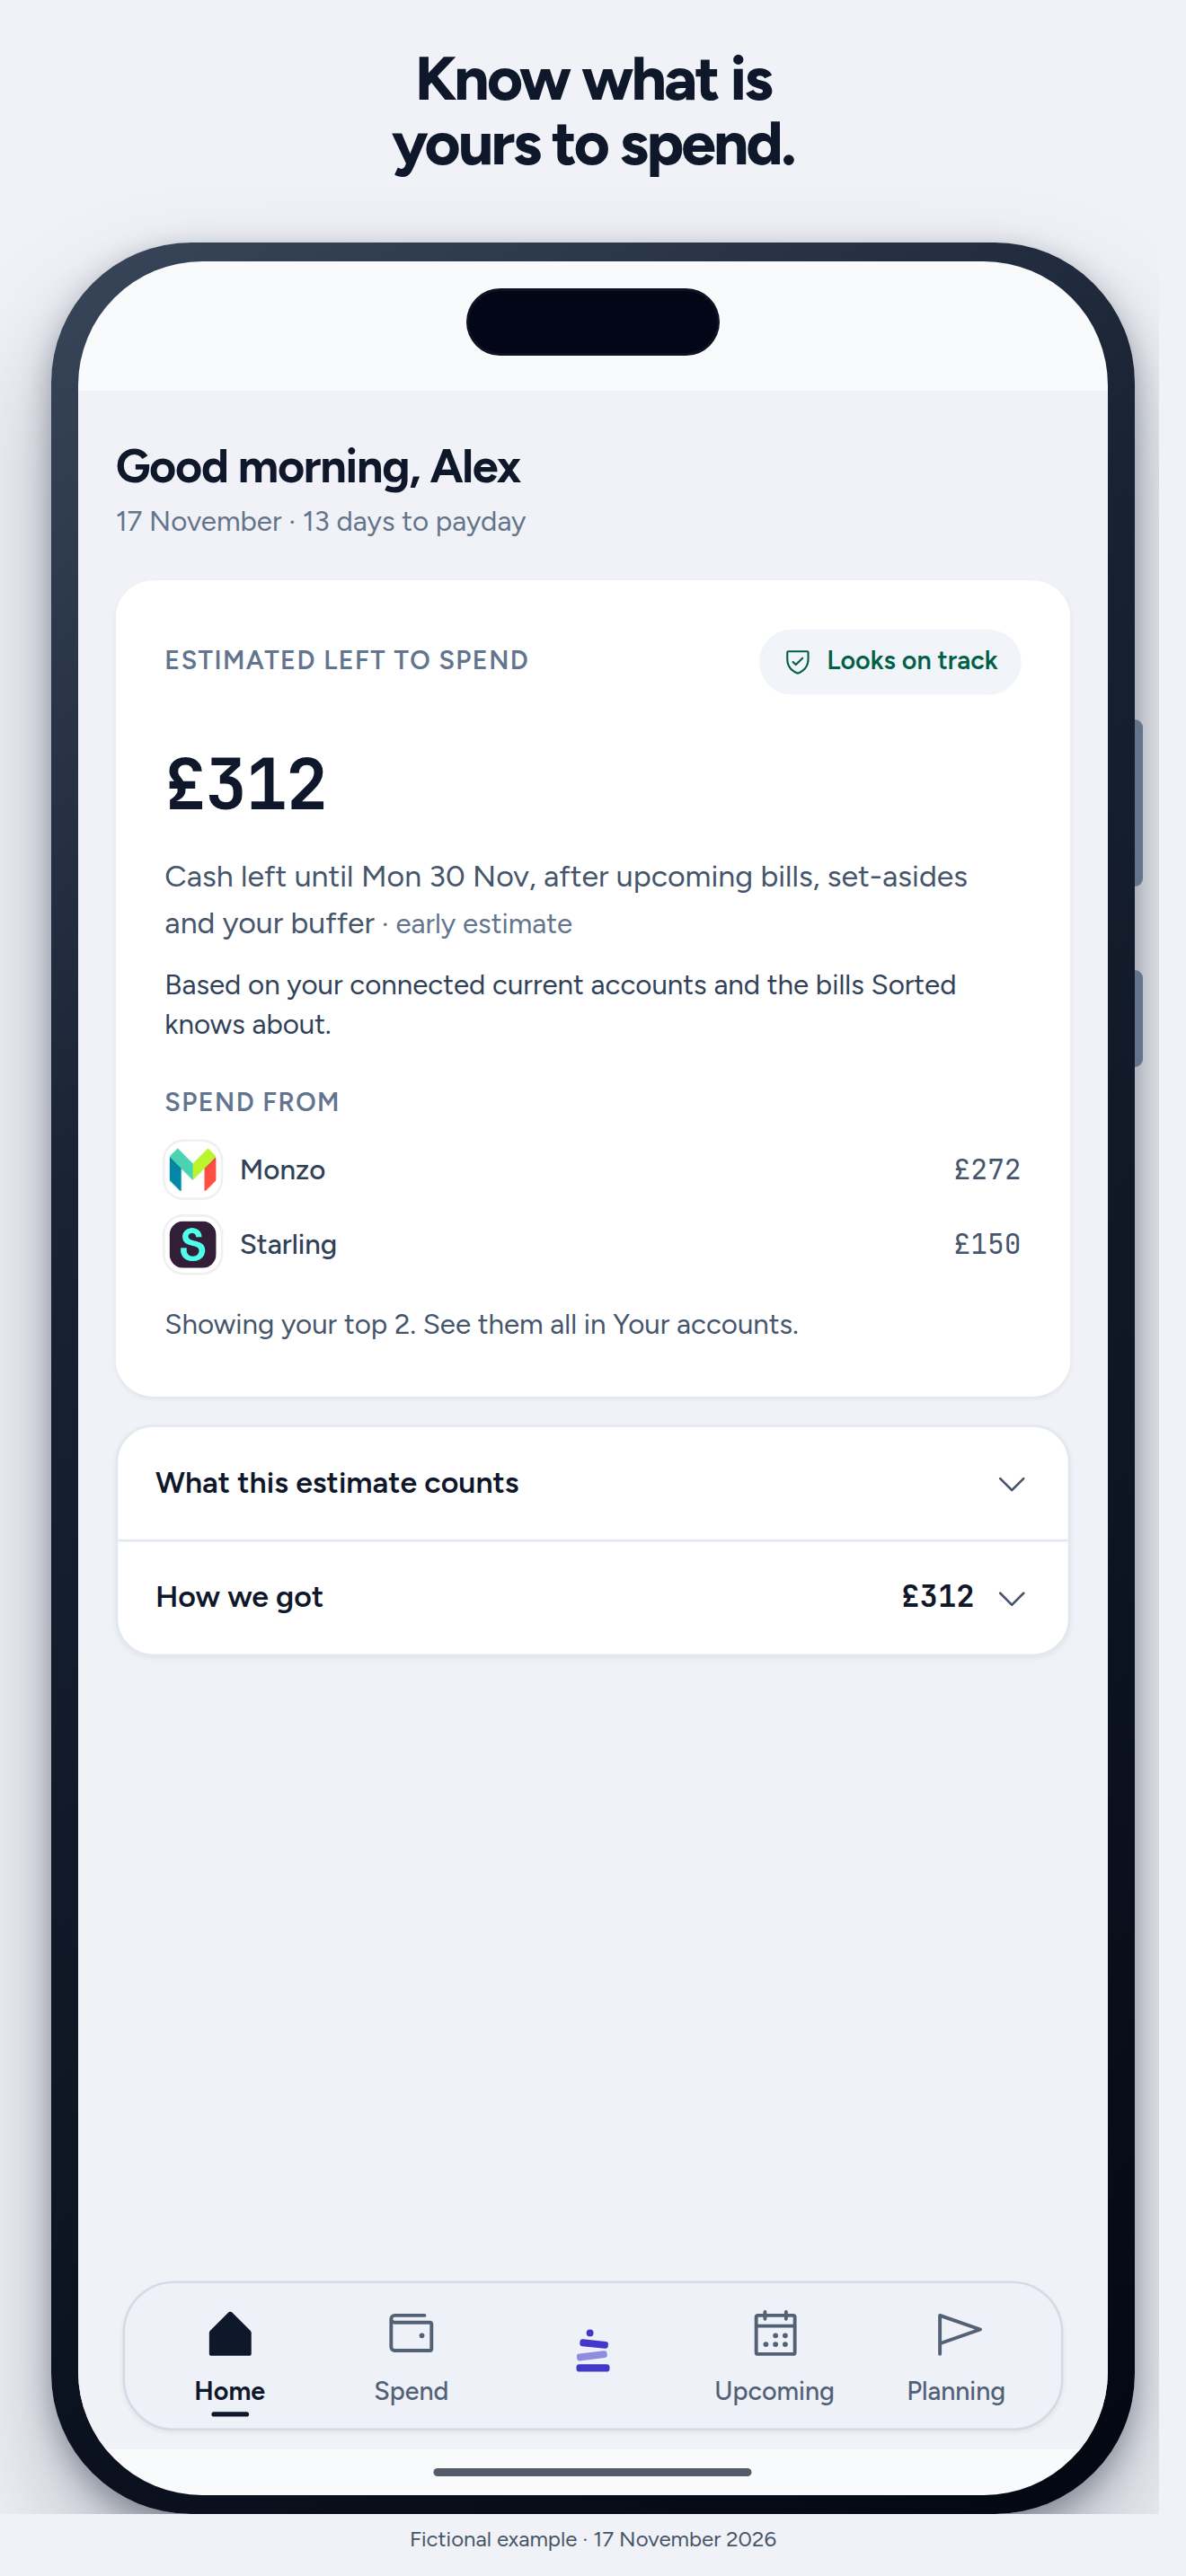 Know what is
yours to spend.
Good morning, Alex
17 November · 13 days to payday
ESTIMATED LEFT TO SPEND
Looks on track
£312
Cash left until Mon 30 Nov, after upcoming bills, set-asides
and your buffer · early estimate
Based on your connected current accounts and the bills Sorted
knows about.
SPEND FROM
Monzo £272
Starling £150
Showing your top 2. See them all in Your accounts.
What this estimate counts
How we got £312
Home Spend Upcoming Planning
Fictional example · 17 November 2026